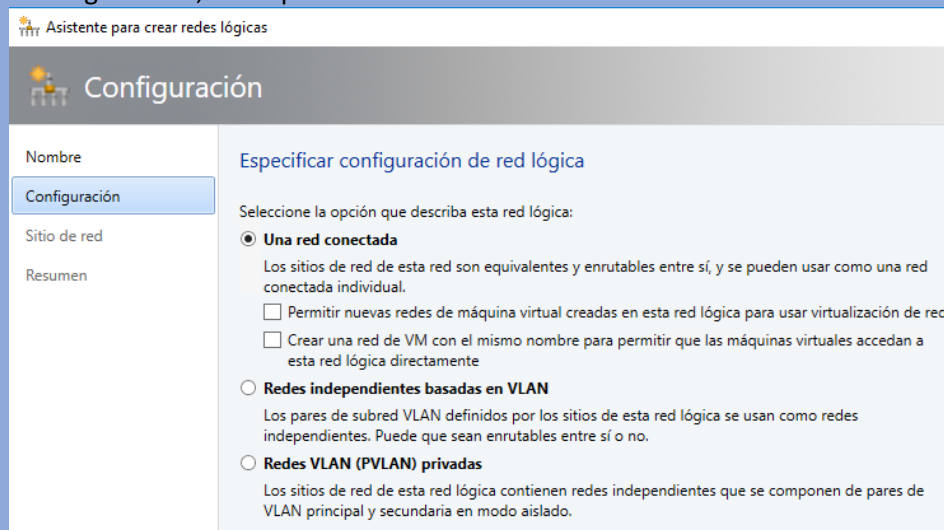 Asistente para crear redes lógicas
Configuración
Nombre
Configuración
Sitio de red
Resumen
Especificar configuración de red lógica
Seleccione la opción que describa esta red lógica:
Una red conectada
Los sitios de red de esta red son equivalentes y enrutables entre sí, y se pueden usar como una red
conectada individual.
Permitir nuevas redes de máquina virtual creadas en esta red lógica para usar virtualización de red
Crear una red de VM con el mismo nombre para permitir que las máquinas virtuales accedan a
esta red lógica directamente
Redes independientes basadas en VLAN
Los pares de subred VLAN definidos por los sitios de esta red lógica se usan como redes
independientes. Puede que sean enrutables entre sí o no.
Redes VLAN (PVLAN) privadas
Los sitios de red de esta red lógica contienen redes independientes que se componen de pares de
VLAN principal y secundaria en modo aislado.